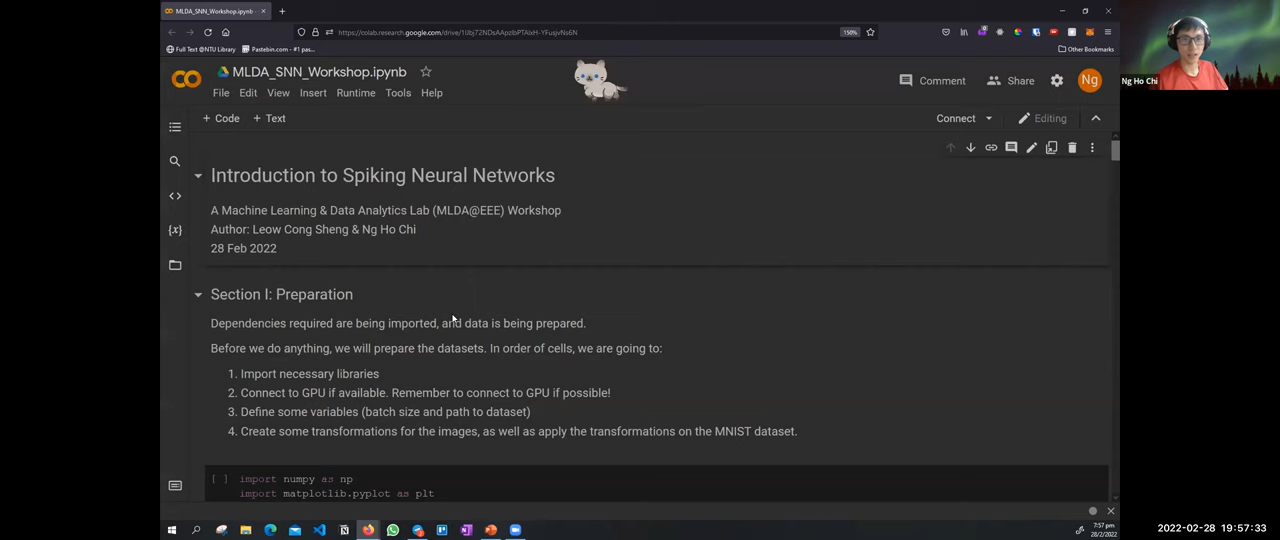 MLDA_SNN_Workshop.ipynb
https://colab.research.google.com/drive/
150%
Full Text @NTU Library
Pastebin.com - #1 pas...
Other Bookmarks
MLDA_SNN_Workshop.ipynb
Comment
Share
Ng
Ng Ho Chi
File Edit View Insert Runtime Tools Help
+ Code + Text
Connect
Editing
Introduction to Spiking Neural Networks
A Machine Learning & Data Analytics Lab (MLDA@EEE) Workshop
Author: Leow Cong Sheng & Ng Ho Chi
28 Feb 2022
Section I: Preparation
Dependencies required are being imported, and data is being prepared.
Before we do anything, we will prepare the datasets. In order of cells, we are going to:
1. Import necessary libraries
2. Connect to GPU if available. Remember to connect to GPU if possible!
3. Define some variables (batch size and path to dataset)
4. Create some transformations for the images, as well as apply the transformations on the MNIST dataset.
[ ] import numpy as np
import matplotlib.pyplot as plt
7:57 pm
28/2/2022
2022-02-28 19:57:33